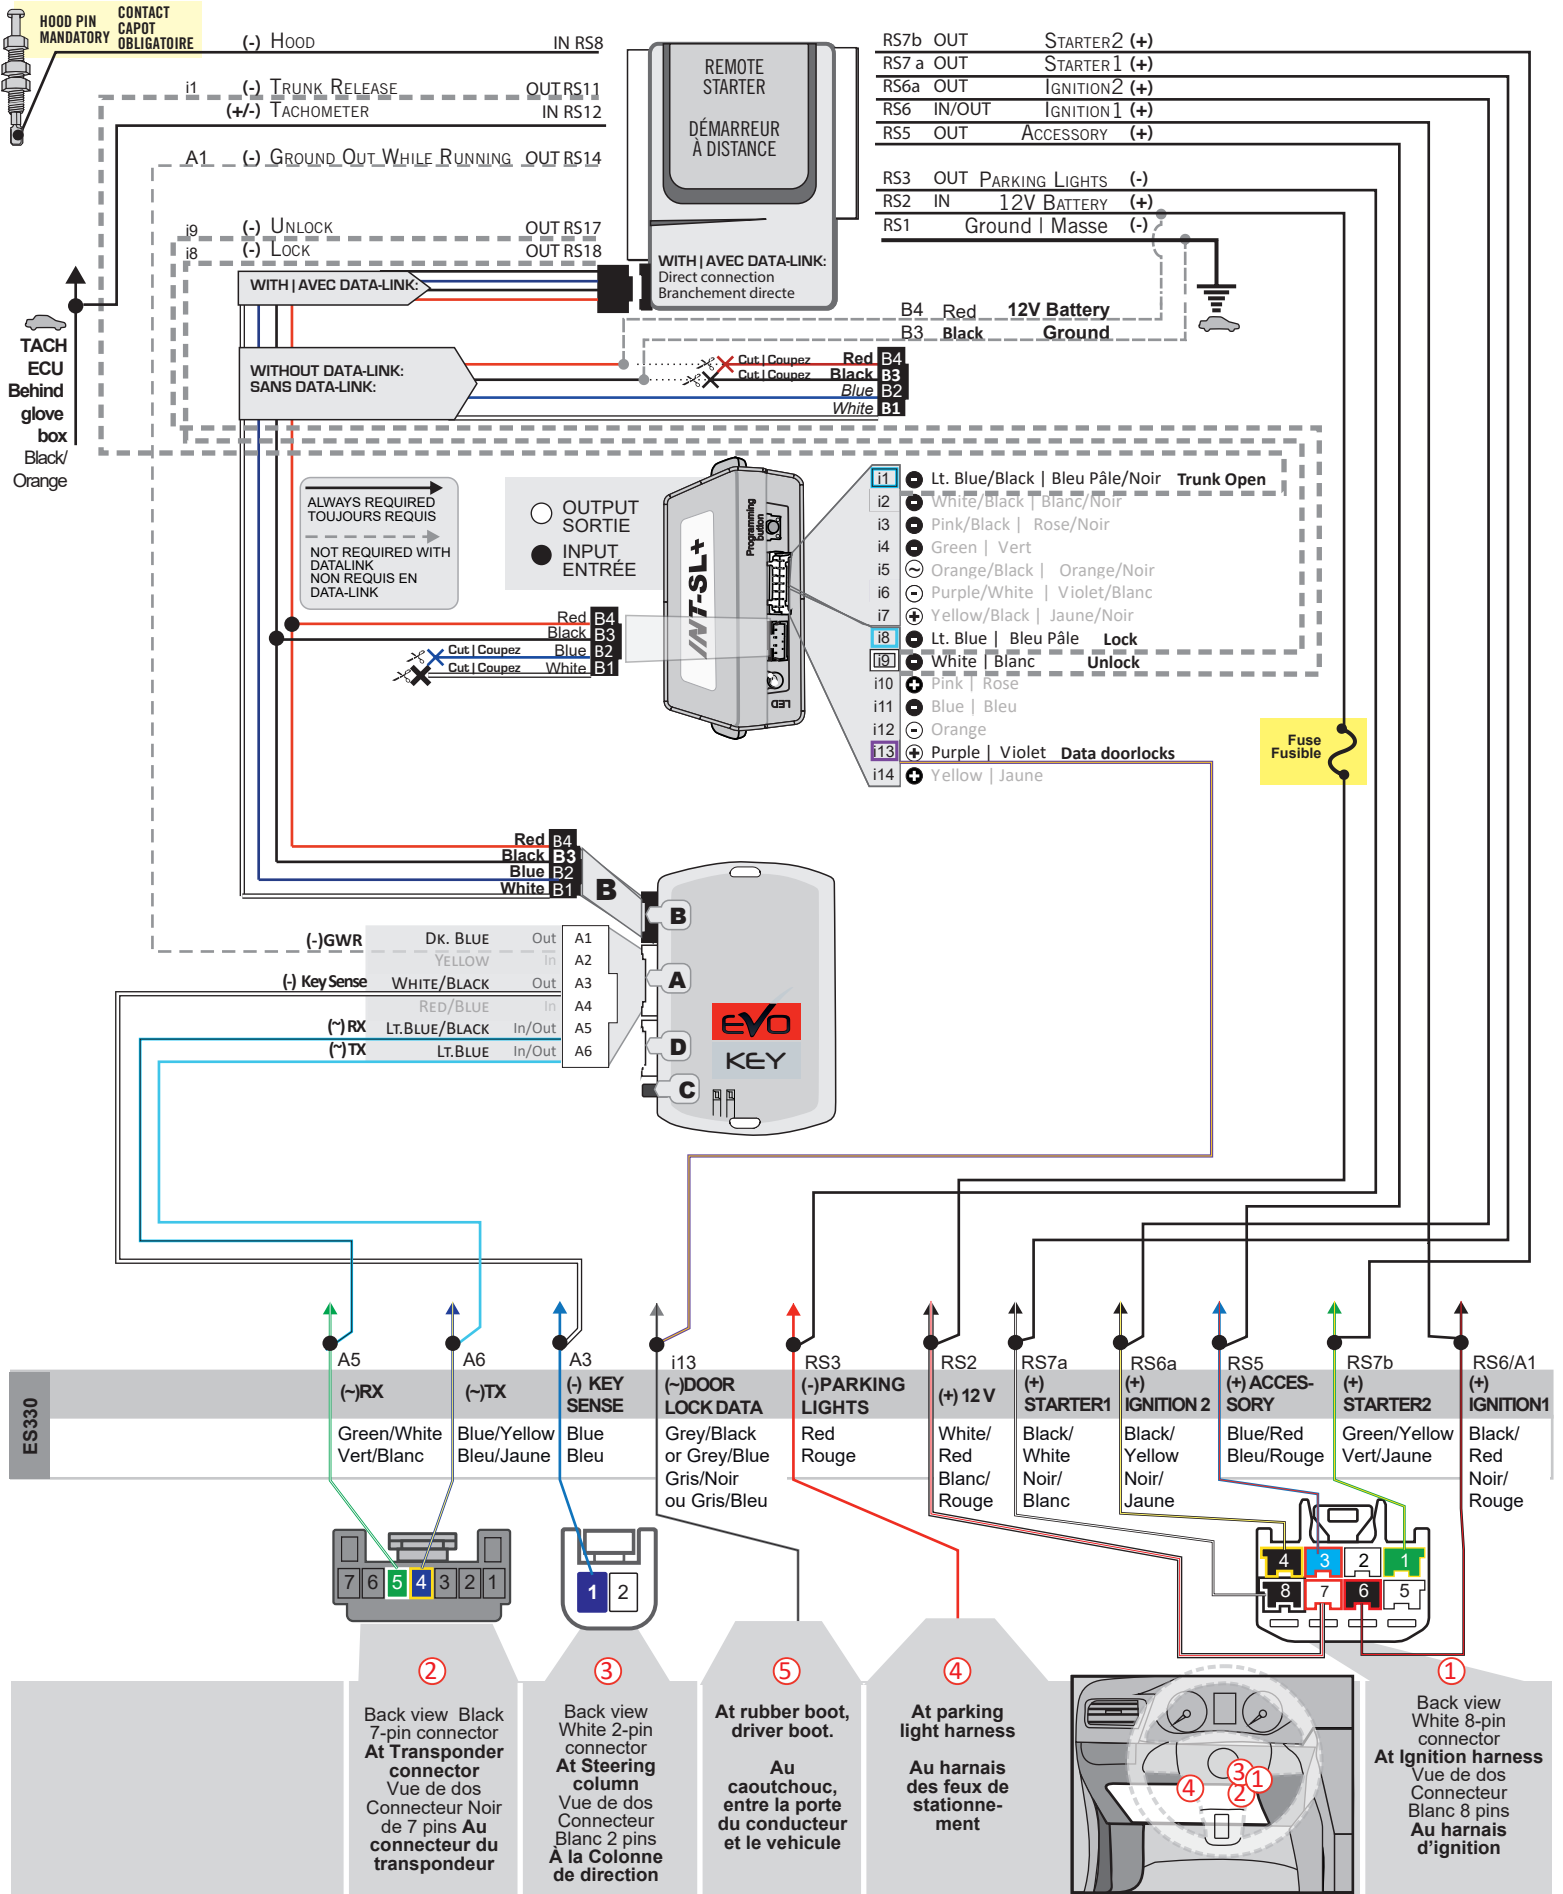 HOOD PIN
MANDATORY
CONTACT
CAPOT
OBLIGATOIRE
(-) HOOD IN RS8
i1 (-) TRUNK RELEASE OUT RS11
(+/-) TACHOMETER IN RS12
A1 (-) GROUND OUT WHILE RUNNING OUT RS14
i9 (-) UNLOCK OUT RS17
i8 (-) LOCK OUT RS18
REMOTE
STARTER
DÉMARREUR
À DISTANCE
WITH | AVEC DATA-LINK:
Direct connection
Branchement directe
RS7b OUT STARTER2 (+)
RS7 a OUT STARTER1 (+)
RS6a OUT IGNITION2 (+)
RS6 IN/OUT IGNITION1 (+)
RS5 OUT ACCESSORY (+)
RS3 OUT PARKING LIGHTS (-)
RS2 IN 12V BATTERY (+)
RS1 Ground | Masse (-)
WITH | AVEC DATA-LINK:
B4 Red 12V Battery
B3 Black Ground
WITHOUT DATA-LINK:
SANS DATA-LINK:
Cut | Coupez Red B4
Cut | Coupez Black B3
Blue B2
White B1
TACH
ECU
Behind
glove
box
Black/
Orange
ALWAYS REQUIRED
TOUJOURS REQUIS
NOT REQUIRED WITH
DATALINK
NON REQUIS EN
DATA-LINK
OUTPUT
SORTIE
INPUT
ENTRÉE
Programming
button
INT-SL+
LED
Red B4
Black B3
Cut | Coupez Blue B2
Cut | Coupez White B1
i1 Lt. Blue/Black | Bleu Pâle/Noir Trunk Open
i2 White/Black | Blanc/Noir
i3 Pink/Black | Rose/Noir
i4 Green | Vert
i5 Orange/Black | Orange/Noir
i6 Purple/White | Violet/Blanc
i7 Yellow/Black | Jaune/Noir
i8 Lt. Blue | Bleu Pâle Lock
i9 White | Blanc Unlock
i10 Pink | Rose
i11 Blue | Bleu
i12 Orange
i13 Purple | Violet Data doorlocks
i14 Yellow | Jaune
Fuse
Fusible
Red B4
Black B3
Blue B2
White B1
B
B
A
D
C
EVO
KEY
(-)GWR DK. BLUE Out A1
YELLOW In A2
(-) Key Sense WHITE/BLACK Out A3
RED/BLUE In A4
(~) RX LT.BLUE/BLACK In/Out A5
(~) TX LT.BLUE In/Out A6
ES330
A5
(~)RX
Green/White
Vert/Blanc
A6
(~)TX
Blue/Yellow
Bleu/Jaune
A3
(-) KEY
SENSE
Blue
Bleu
i13
(~)DOOR
LOCK DATA
Grey/Black
or Grey/Blue
Gris/Noir
ou Gris/Bleu
RS3
(-)PARKING
LIGHTS
Red
Rouge
RS2
(+) 12 V
White/
Red
Blanc/
Rouge
RS7a
(+)
STARTER1
Black/
White
Noir/
Blanc
RS6a
(+)
IGNITION 2
Black/
Yellow
Noir/
Jaune
RS5
(+) ACCES-
SORY
Blue/Red
Bleu/Rouge
RS7b
(+)
STARTER2
Green/Yellow
Vert/Jaune
RS6/A1
(+)
IGNITION1
Black/
Red
Noir/
Rouge
7 6 5 4 3 2 1
1 2
4 3 2 1
8 7 6 5
2
Back view Black
7-pin connector
At Transponder
connector
Vue de dos
Connecteur Noir
de 7 pins Au
connecteur du
transpondeur
3
Back view
White 2-pin
connector
At Steering
column
Vue de dos
Connecteur
Blanc 2 pins
À la Colonne
de direction
5
At rubber boot,
driver boot.
Au
caoutchouc,
entre la porte
du conducteur
et le vehicule
4
At parking
light harness
Au harnais
des feux de
stationne-
ment
3 1
4 2
1
Back view
White 8-pin
connector
At Ignition harness
Vue de dos
Connecteur
Blanc 8 pins
Au harnais
d'ignition